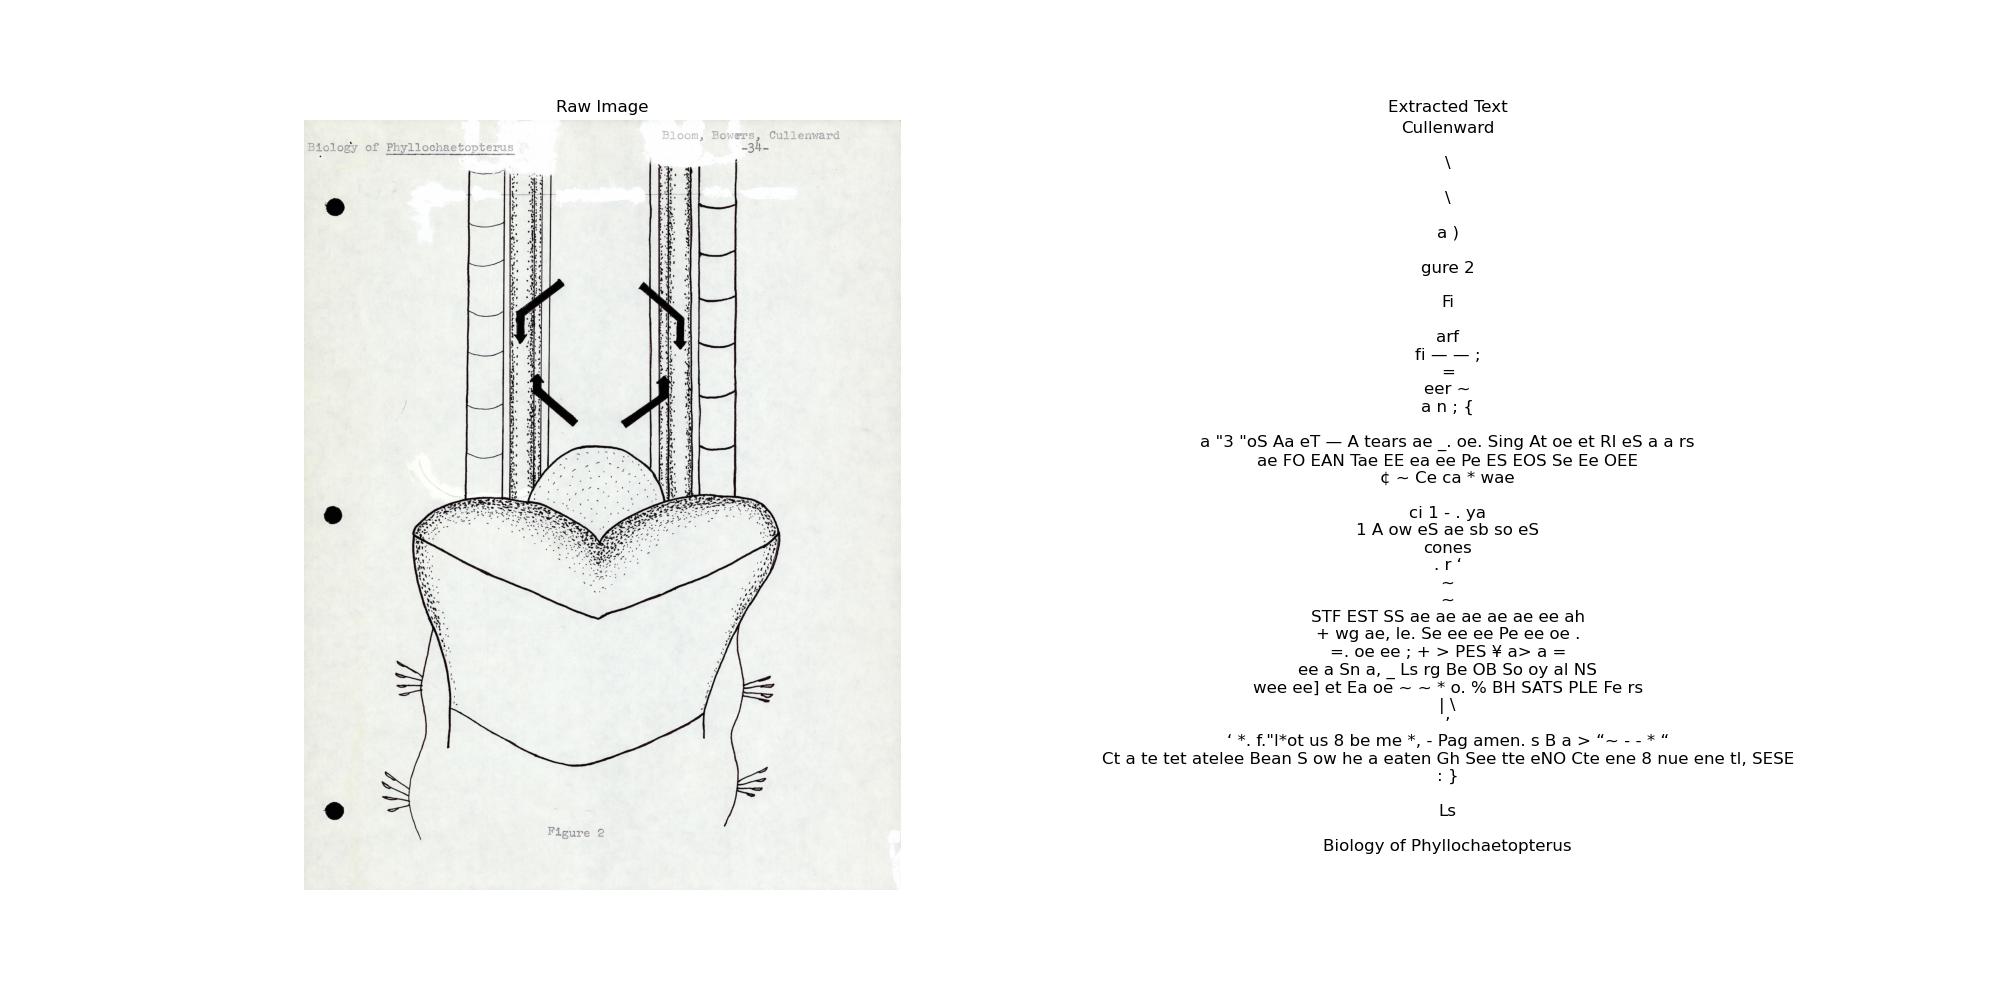 Raw Image
Bloom, Bowers, Cullenward
Biology of Phyllochaetopterus
-34-
Figure 2
Extracted Text
Cullenward
\
\
a )
gure 2
Fi
arf
fi — — ;
=
eer ~
a n ; {
a "3 "oS Aa eT — A tears ae _. oe. Sing At oe et RI eS a a rs
ae FO EAN Tae EE ea ee Pe ES EOS Se Ee OEE
¢ ~ Ce ca * wae
ci 1 - . ya
1 A ow eS ae sb so eS
cones
. r ‘
~
~
STF EST SS ae ae ae ae ae ee ah
+ wg ae, le. Se ee ee Pe ee oe .
=. oe ee ; + > PES ¥ a> a =
ee a Sn a, _ Ls rg Be OB So oy al NS
wee ee] et Ea oe ~ ~ * o. % BH SATS PLE Fe rs
| \
’
‘ *. f."l*ot us 8 be me *, - Pag amen. s B a > “~ - - * “
Ct a te tet atelee Bean S ow he a eaten Gh See tte eNO Cte ene 8 nue ene tl, SESE
: }
Ls
Biology of Phyllochaetopterus